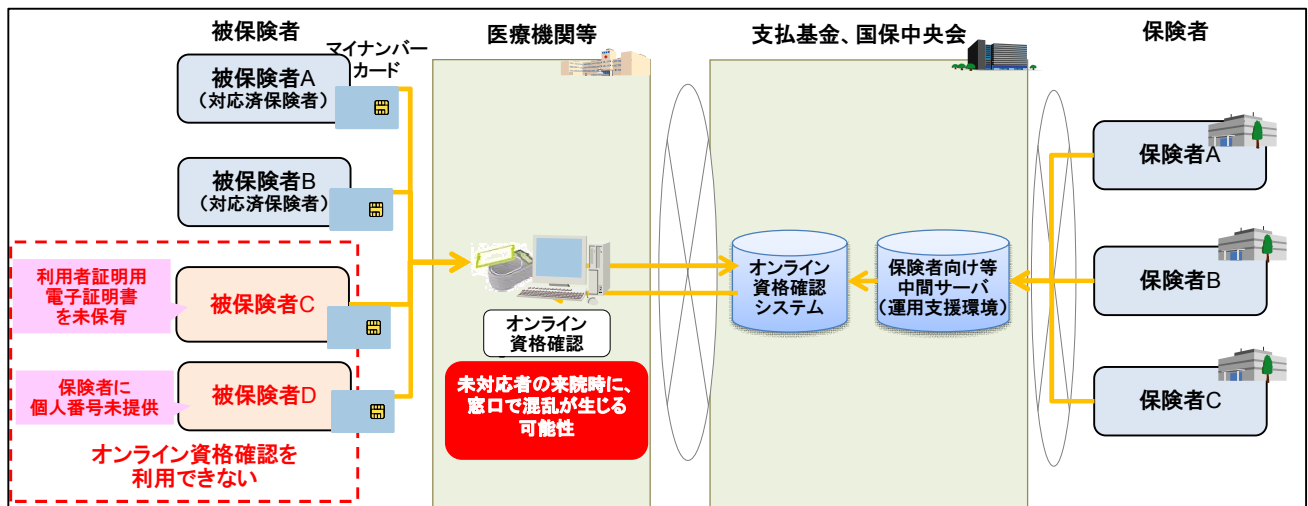 被保険者
マイナンバー
カード
被保険者A
（対応済保険者）
被保険者B
（対応済保険者）
利用者証明用
電子証明書
を未保有
被保険者C
保険者に
個人番号未提供
被保険者D
オンライン資格確認を
利用できない
医療機関等
オンライン
資格確認
未対応者の来院時に、
窓口で混乱が生じる
可能性
支払基金、国保中央会
オンライン
資格確認
システム
保険者向け等
中間サーバ
（運用支援環境）
保険者
保険者A
保険者B
保険者C